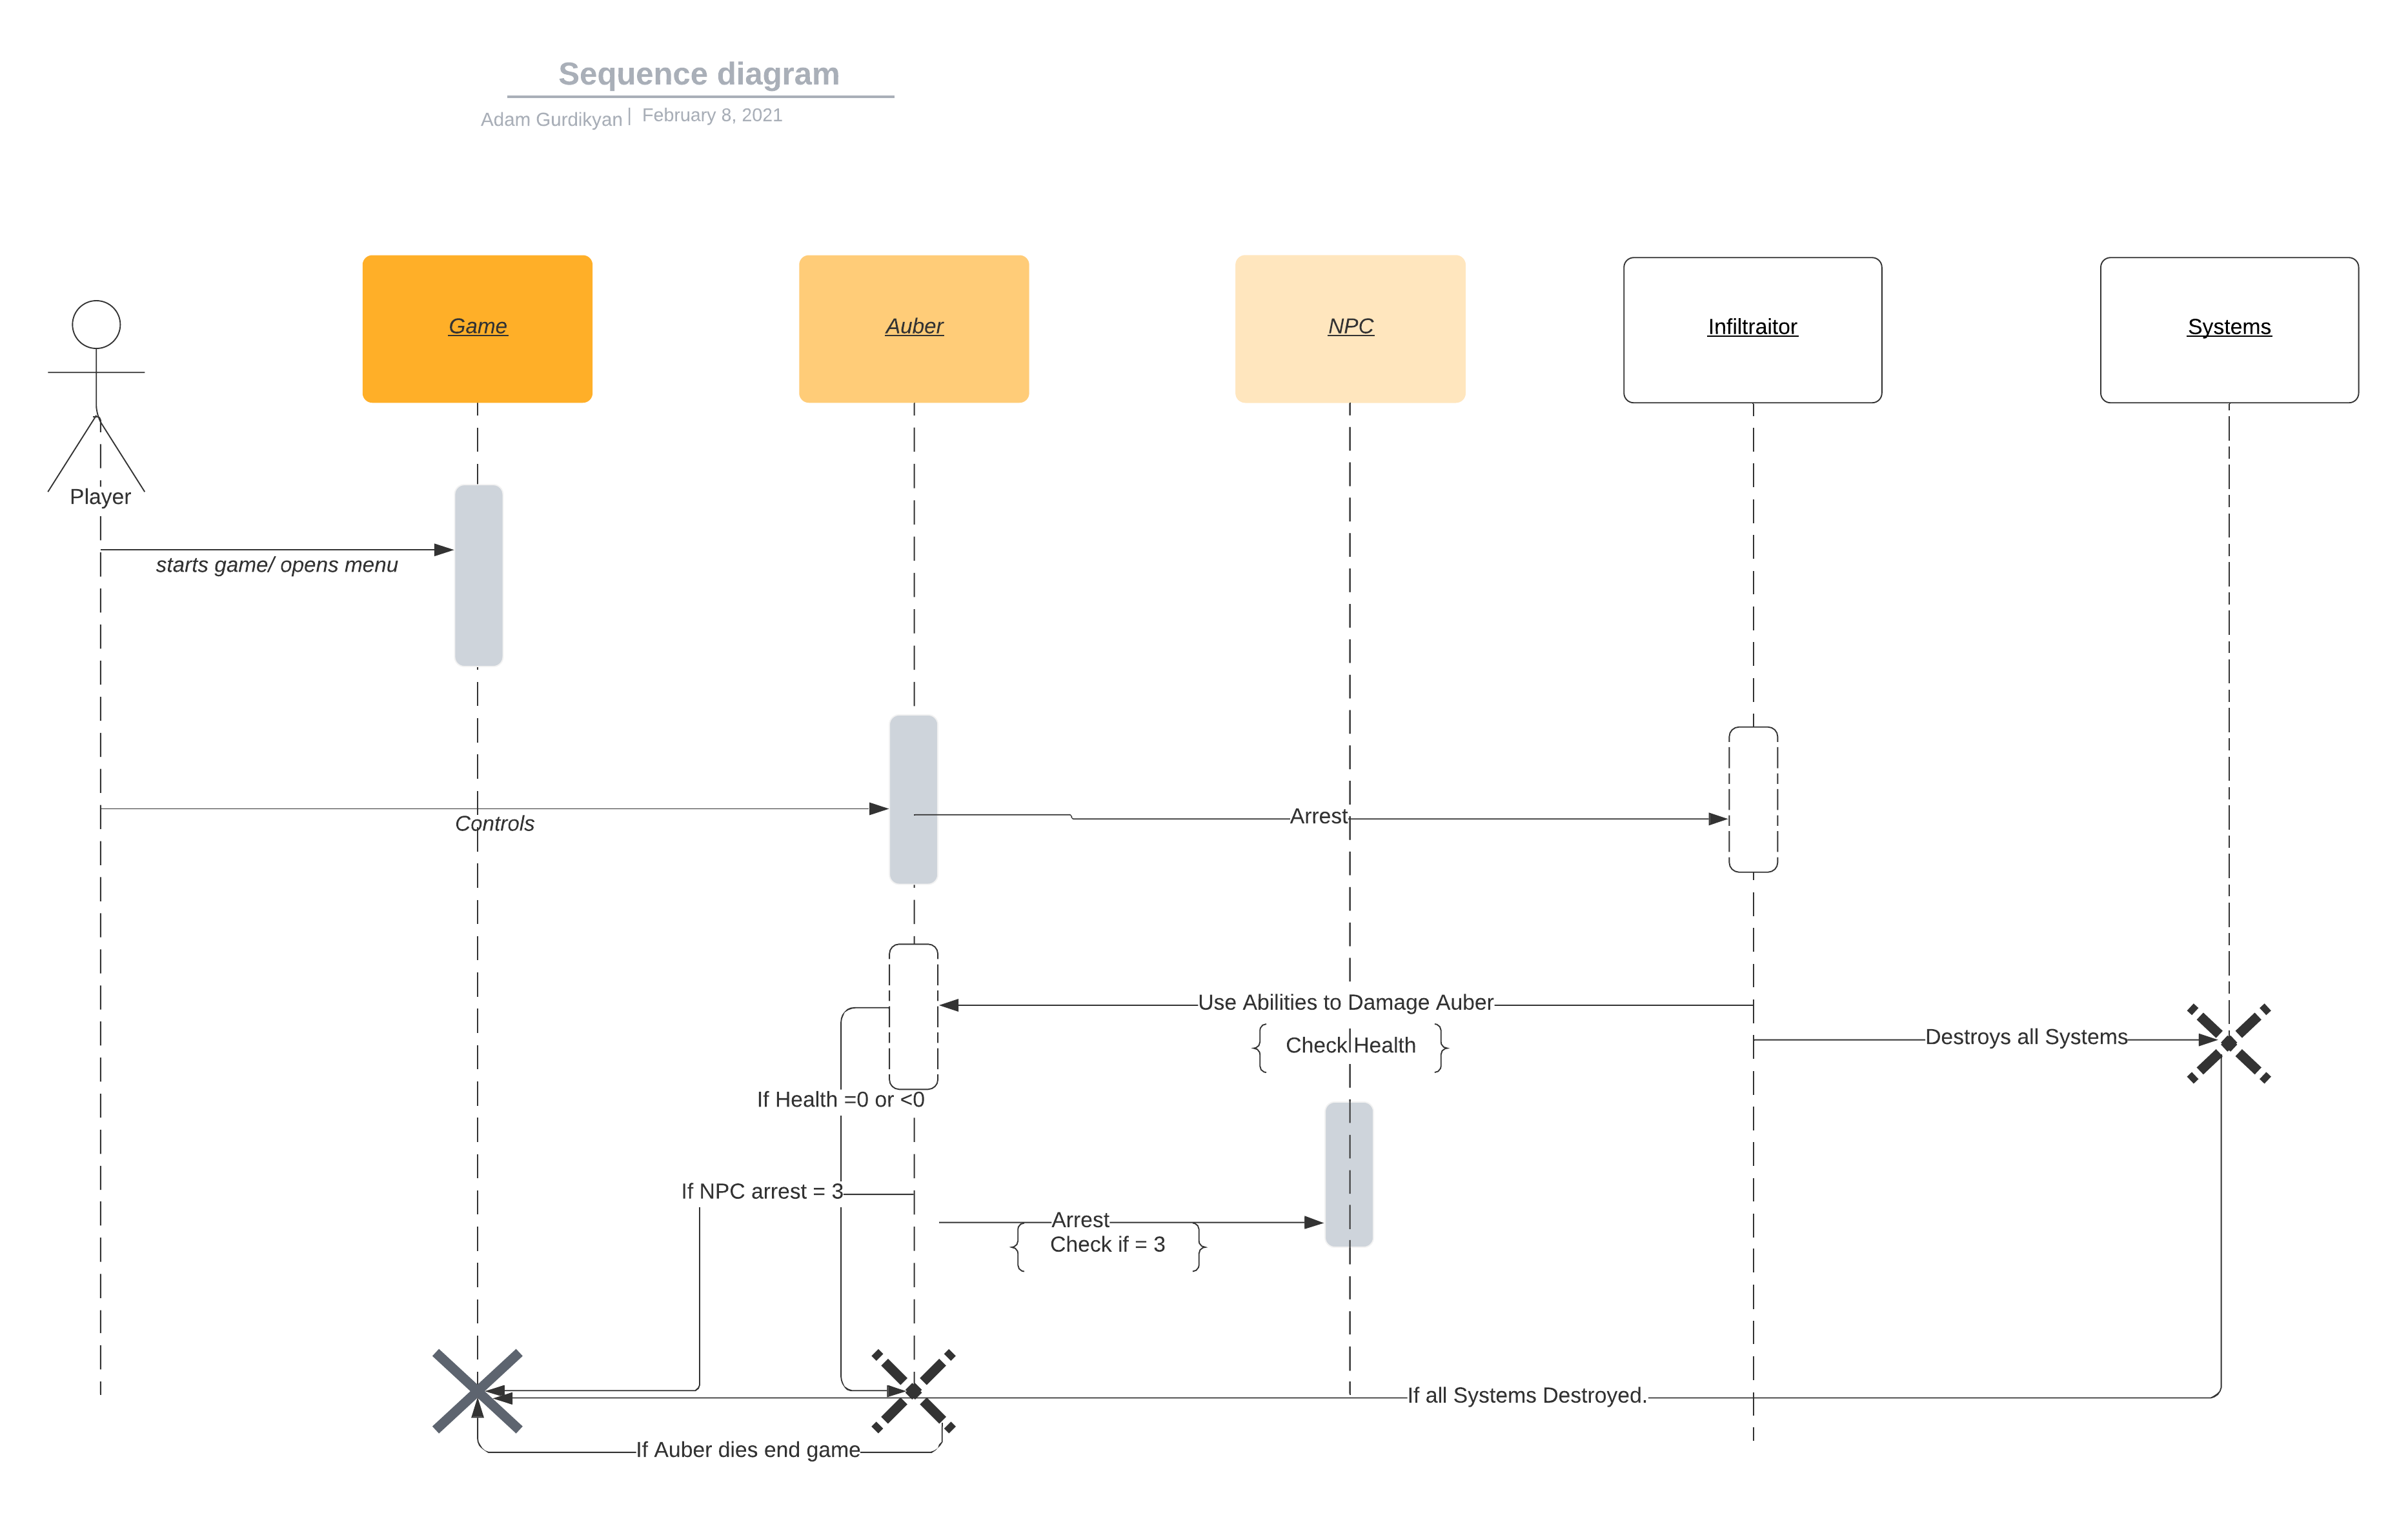 Sequence diagram
Adam Gurdikyan | February 8, 2021
Game
Auber
NPC
Infiltraitor
Systems
Player
starts game/ opens menu
Controls
Arrest
Use Abilities to Damage Auber
Check Health
Destroys all Systems
If Health =0 or <0
If NPC arrest = 3
Arrest
Check if = 3
If all Systems Destroyed.
If Auber dies end game